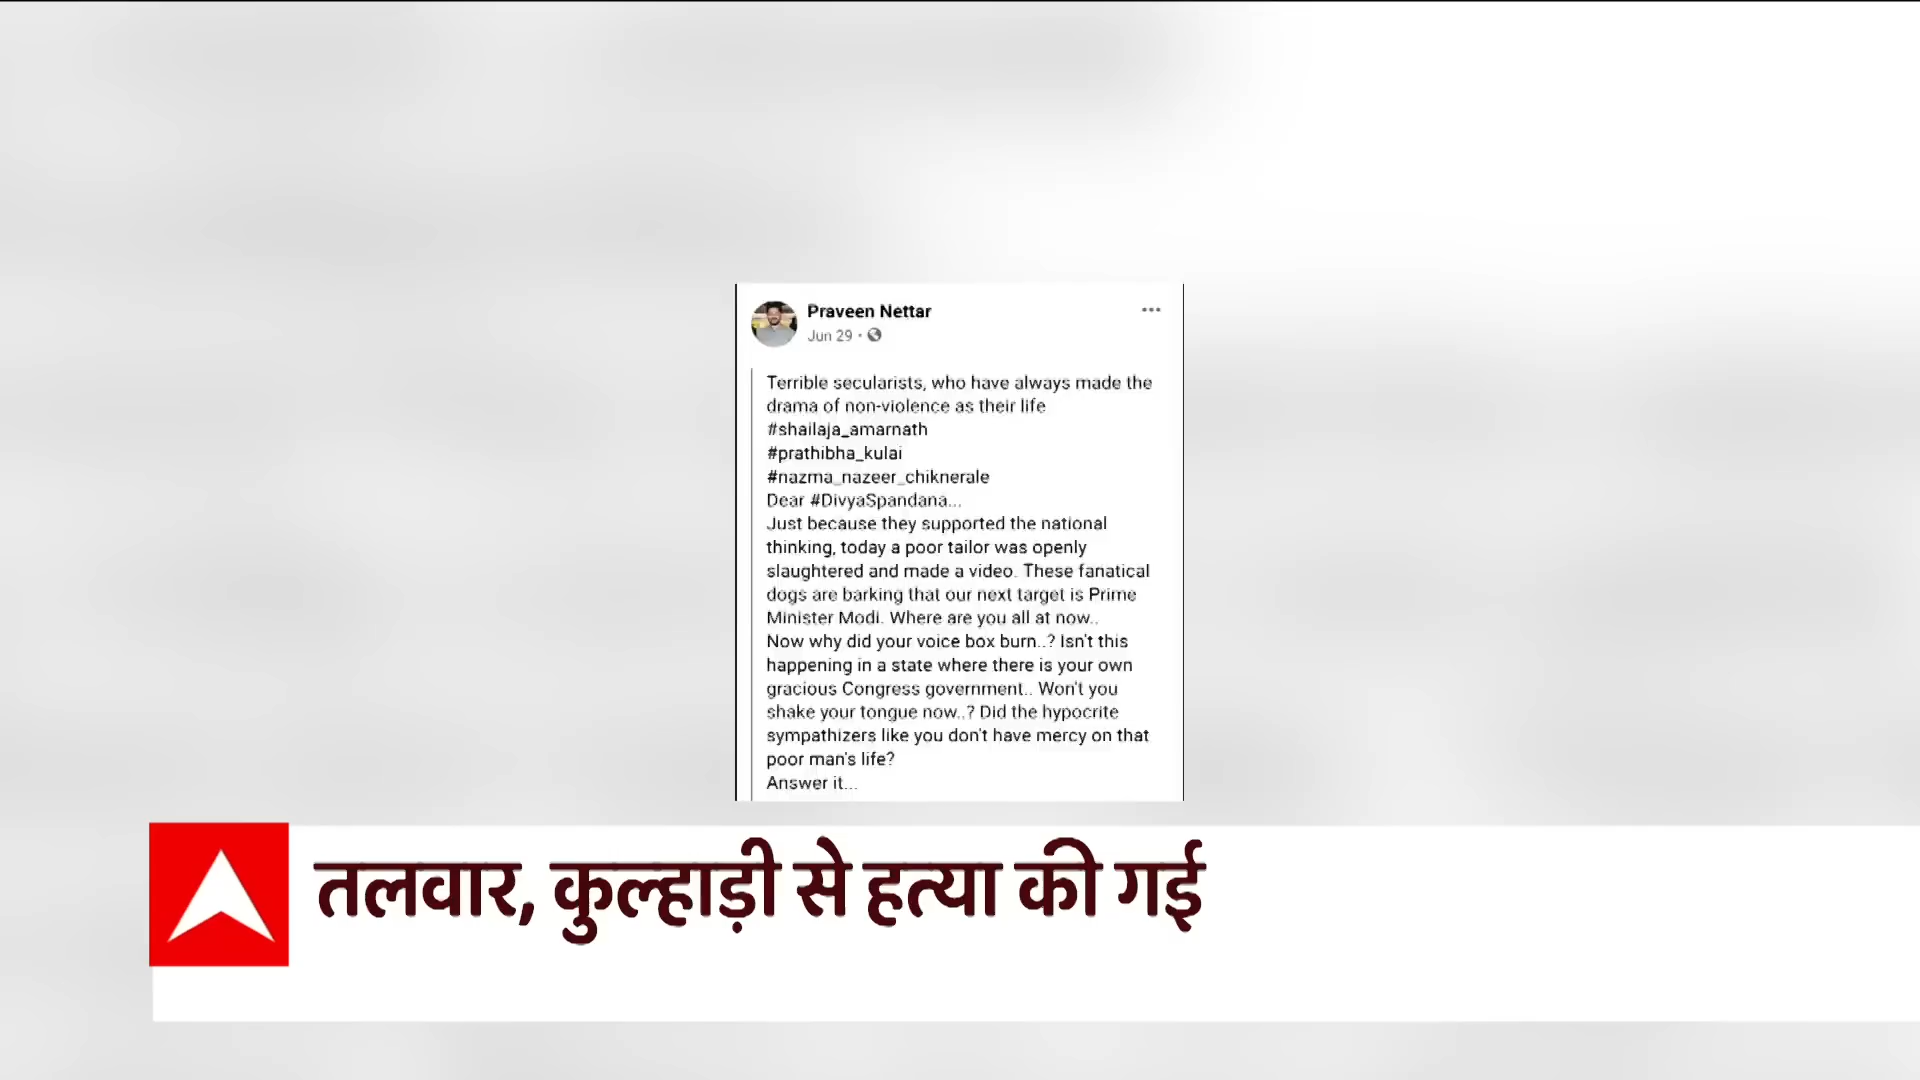 Praveen Nettar
Jun 29 ·
Terrible secularists, who have always made the
drama of non-violence as their life
#shailaja_amarnath
#prathibha_kulai
#nazma_nazeer_chiknerale
Dear #DivyaSpandana...
Just because they supported the national
thinking, today a poor tailor was openly
slaughtered and made a video. These fanatical
dogs are barking that our next target is Prime
Minister Modi. Where are you all at now..
Now why did your voice box burn..? Isn't this
happening in a state where there is your own
gracious Congress government.. Won't you
shake your tongue now..? Did the hypocrite
sympathizers like you don't have mercy on that
poor man's life?
Answer it...
तलवार, कुल्हाड़ी से हत्या की गई